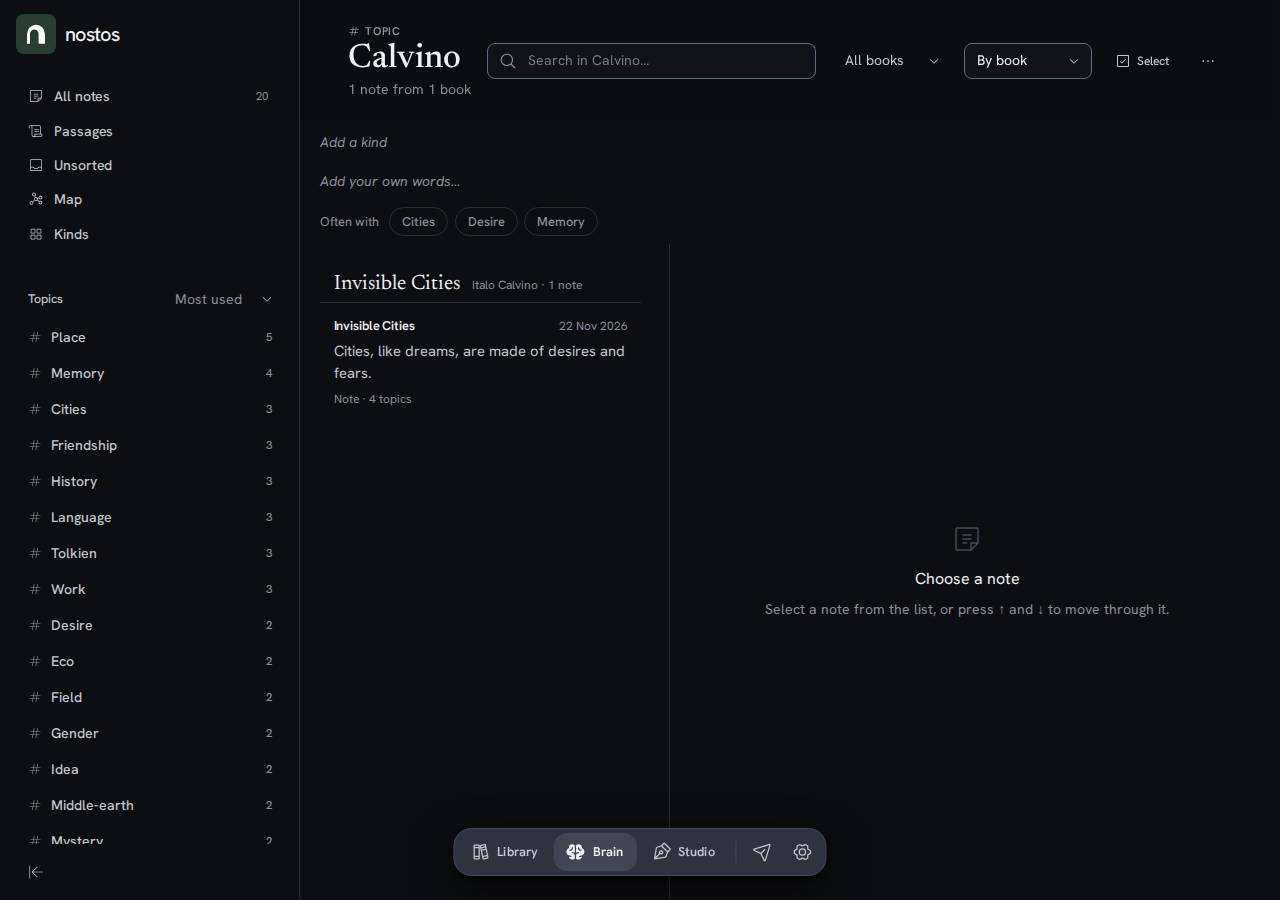 nostos
All notes 20
Passages
Unsorted
Map
Kinds
Topics Most used
# Place 5
# Memory 4
# Cities 3
# Friendship 3
# History 3
# Language 3
# Tolkien 3
# Work 3
# Desire 2
# Eco 2
# Field 2
# Gender 2
# Idea 2
# Middle-earth 2
# Mystery 2
# TOPIC
Calvino
1 note from 1 book
Search in Calvino...
All books
By book
Select
Add a kind
Add your own words...
Often with Cities Desire Memory
Invisible Cities Italo Calvino · 1 note
Invisible Cities 22 Nov 2026
Cities, like dreams, are made of desires and
fears.
Note · 4 topics
Choose a note
Select a note from the list, or press ↑ and ↓ to move through it.
Library Brain Studio